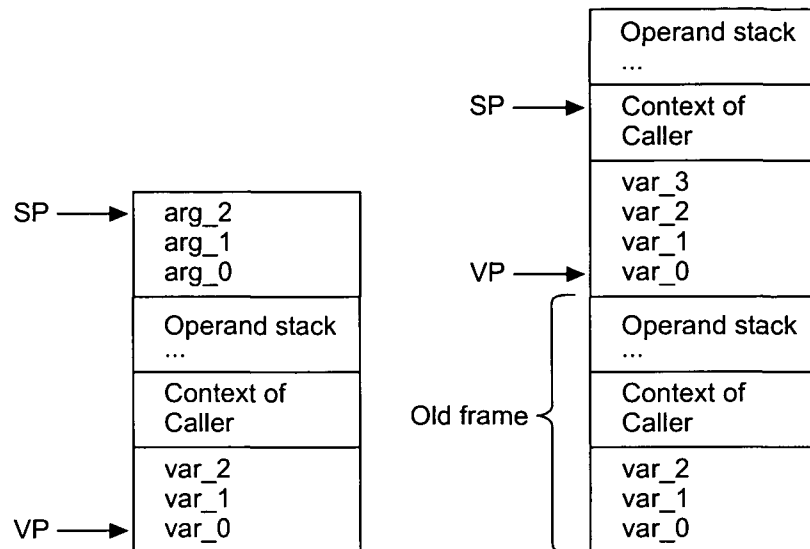 SP
arg_2
arg_1
arg_0
Operand stack
...
Context of
Caller
var_2
var_1
VP
var_0
Operand stack
...
SP
Context of
Caller
var_3
var_2
var_1
VP
var_0
Old frame
Operand stack
...
Context of
Caller
var_2
var_1
var_0